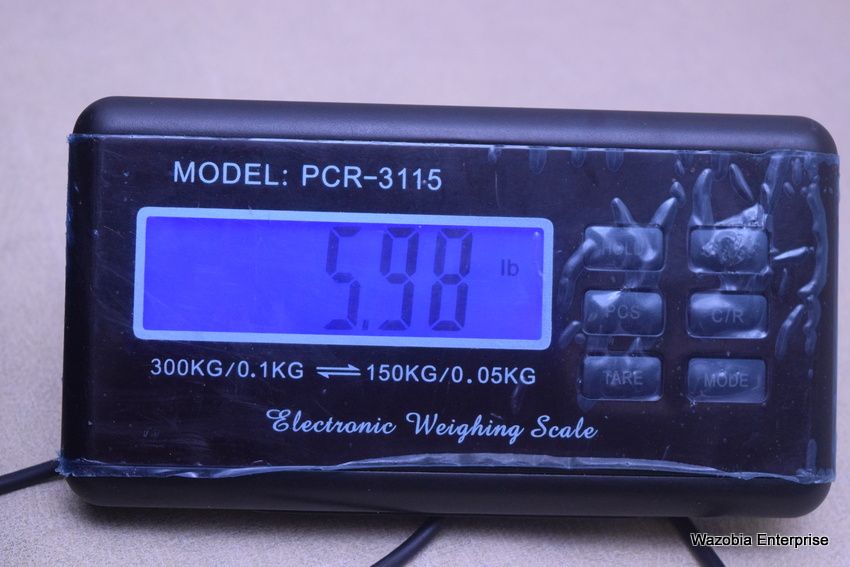 MODEL: PCR-3115
5.98 lb
HOLD
PCS C/R
300KG/0.1KG ⇌ 150KG/0.05KG
TARE MODE
Electronic Weighing Scale
Wazobia Enterprise